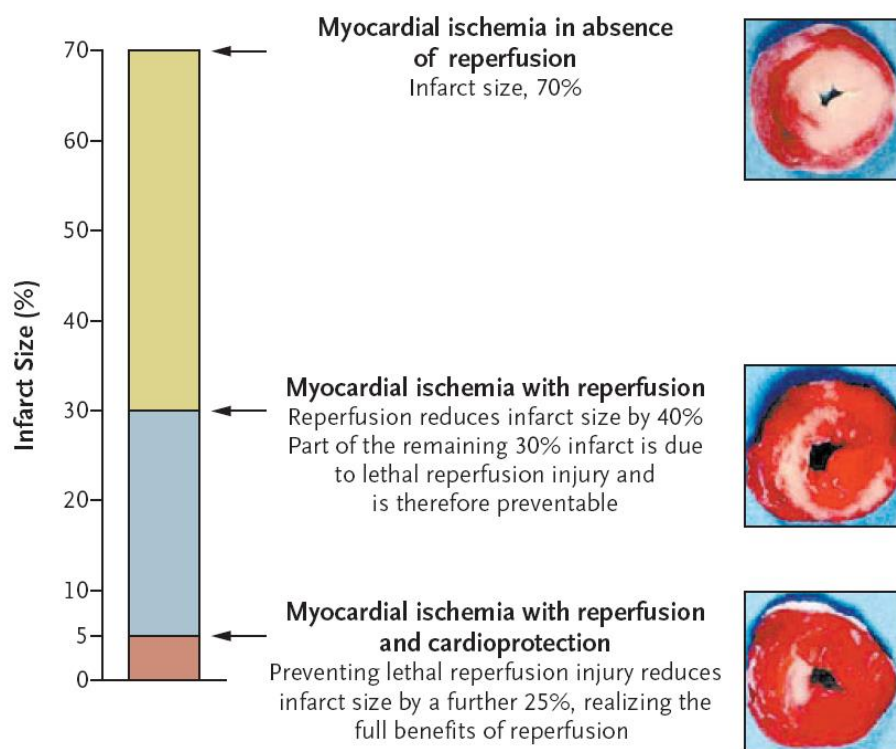 Myocardial ischemia in absence
of reperfusion
Infarct size, 70%
Myocardial ischemia with reperfusion
Reperfusion reduces infarct size by 40%
Part of the remaining 30% infarct is due
to lethal reperfusion injury and
is therefore preventable
Myocardial ischemia with reperfusion
and cardioprotection
Preventing lethal reperfusion injury reduces
infarct size by a further 25%, realizing the
full benefits of reperfusion
Infarct Size (%)
70
60
50
40
30
20
10
5
0